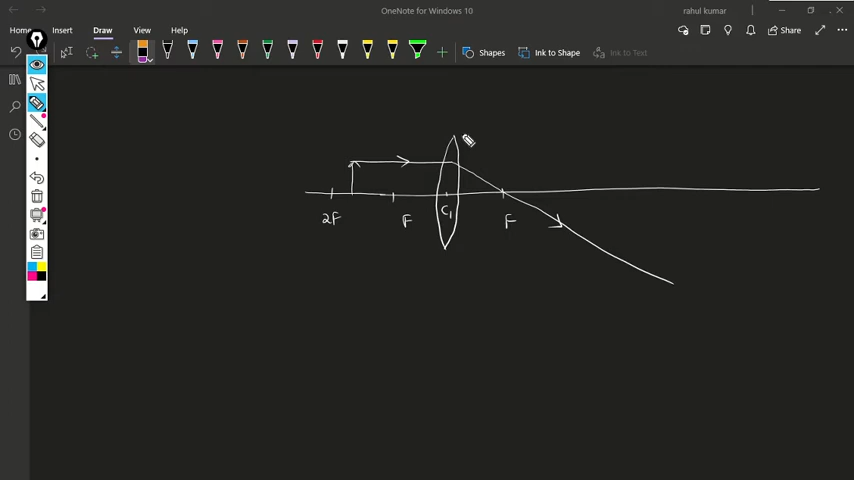 OneNote for Windows 10
rahul kumar
Home Insert Draw View Help
Shapes Ink to Shape Ink to Text Share
2F F C₁ F